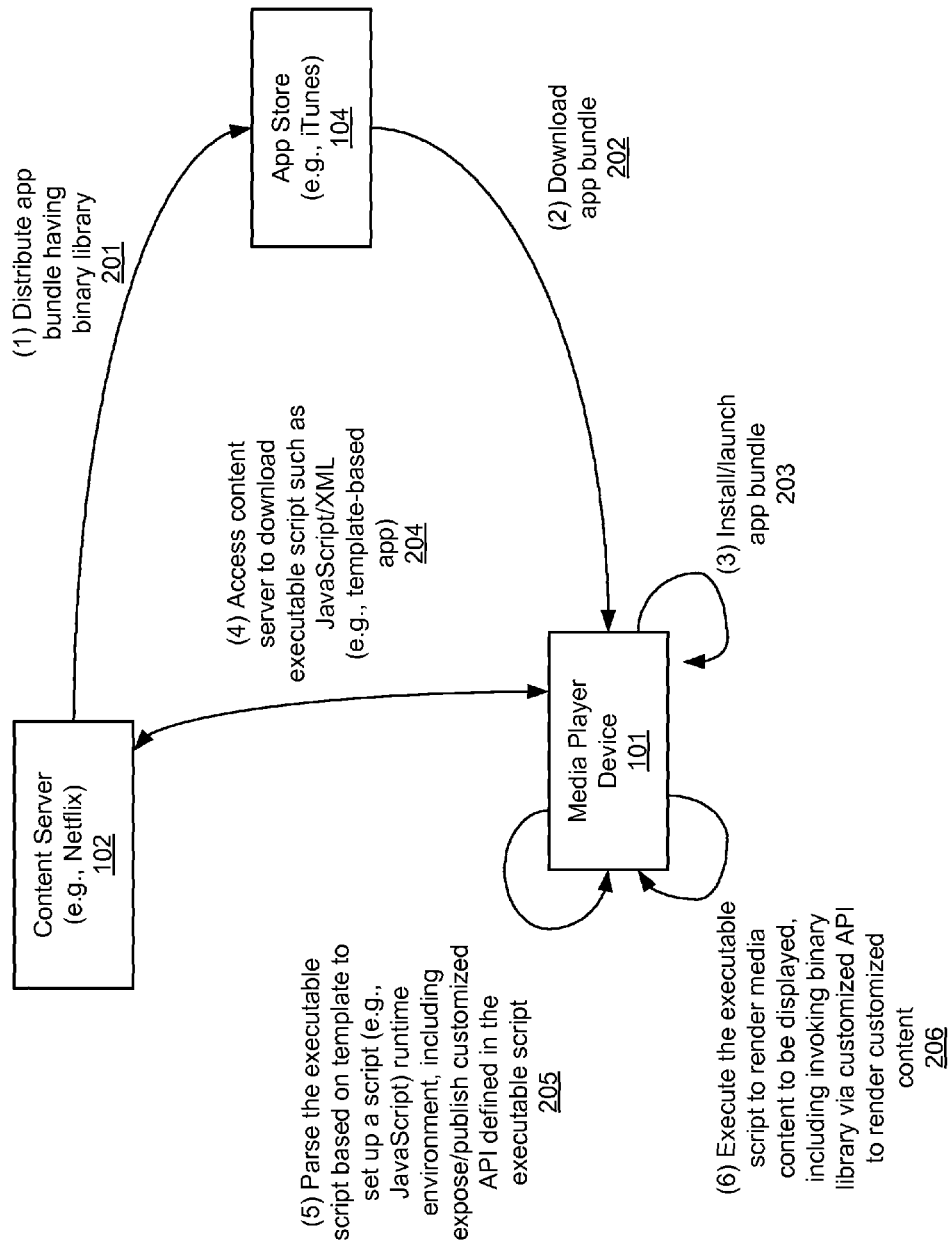 Content Server
(e.g., Netflix)
102
(1) Distribute app
bundle having
binary library
201
App Store
(e.g., iTunes)
104
(2) Download
app bundle
202
(3) Install/launch
app bundle
203
(4) Access content
server to download
executable script such as
JavaScript/XML
(e.g., template-based
app)
204
Media Player
Device
101
(5) Parse the executable
script based on template to
set up a script (e.g.,
JavaScript) runtime
environment, including
expose/publish customized
API defined in the
executable script
205
(6) Execute the executable
script to render media
content to be displayed,
including invoking binary
library via customized API
to render customized
content
206